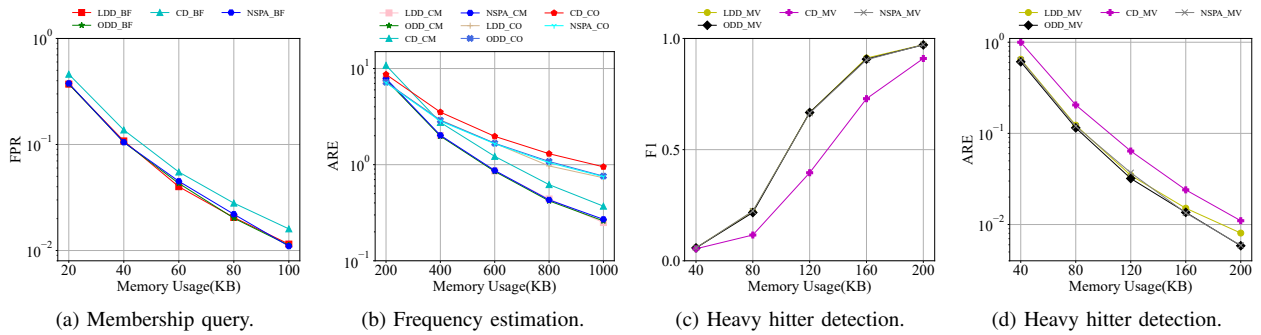 LDD_BF CD_BF NSPA_BF
ODD_BF
10^0
10^-1
10^-2
FPR
20 40 60 80 100
Memory Usage(KB)
(a) Membership query.
LDD_CM NSPA_CM CD_CO
ODD_CM LDD_CO NSPA_CO
CD_CM ODD_CO
10^1
10^0
10^-1
ARE
200 400 600 800 1000
Memory Usage(KB)
(b) Frequency estimation.
LDD_MV CD_MV NSPA_MV
ODD_MV
1.0
0.5
0.0
F1
40 80 120 160 200
Memory Usage(KB)
(c) Heavy hitter detection.
LDD_MV CD_MV NSPA_MV
ODD_MV
10^0
10^-1
10^-2
ARE
40 80 120 160 200
Memory Usage(KB)
(d) Heavy hitter detection.